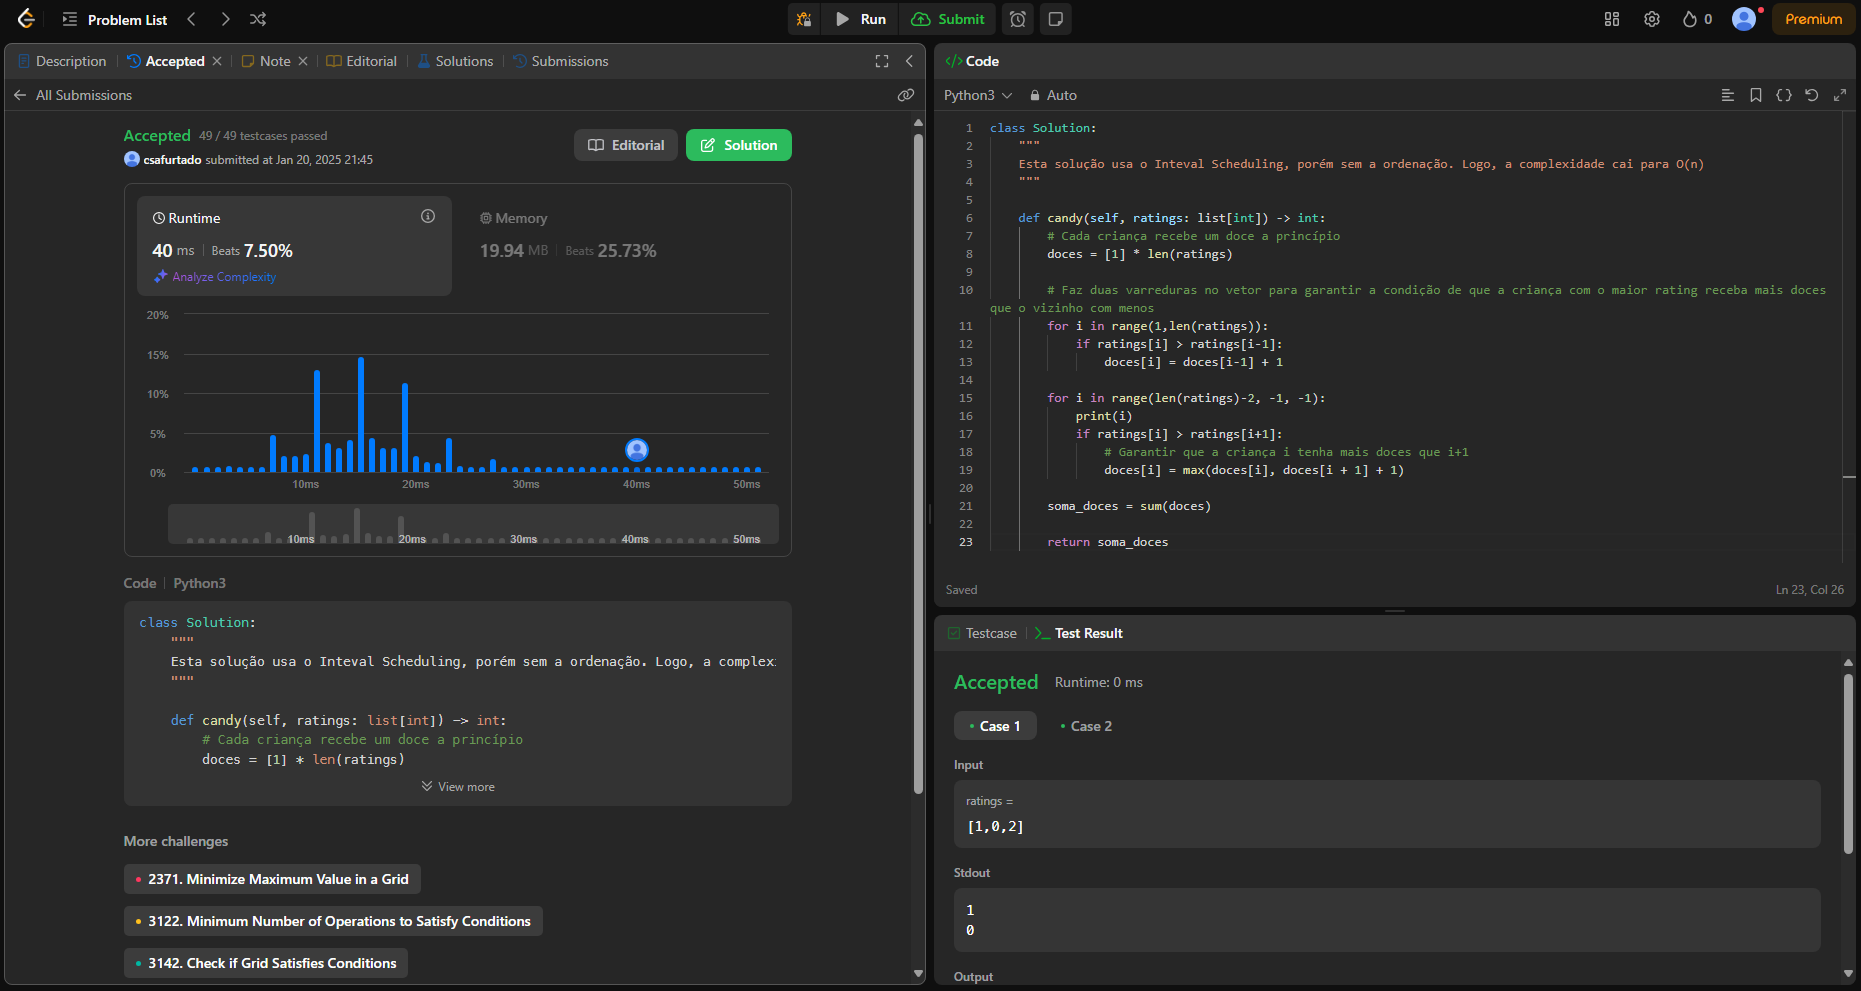 Problem List
Run
Submit
0
Premium
Description
Accepted
Note
Editorial
Solutions
Submissions
All Submissions
Accepted 49 / 49 testcases passed
csafurtado submitted at Jan 20, 2025 21:45
Editorial
Solution
Runtime
40 ms Beats 7.50%
Analyze Complexity
Memory
19.94 MB Beats 25.73%
20%
15%
10%
5%
0%
10ms 20ms 30ms 40ms 50ms
10ms 20ms 30ms 40ms 50ms
Code Python3
class Solution:
"""
Esta solução usa o Inteval Scheduling, porém sem a ordenação. Logo, a complex
"""
def candy(self, ratings: list[int]) -> int:
# Cada criança recebe um doce a princípio
doces = [1] * len(ratings)
View more
More challenges
2371. Minimize Maximum Value in a Grid
3122. Minimum Number of Operations to Satisfy Conditions
3142. Check if Grid Satisfies Conditions
</> Code
Python3 Auto
1 class Solution:
2 """
3 Esta solução usa o Inteval Scheduling, porém sem a ordenação. Logo, a complexidade cai para O(n)
4 """
5
6 def candy(self, ratings: list[int]) -> int:
7 # Cada criança recebe um doce a princípio
8 doces = [1] * len(ratings)
9
10 # Faz duas varreduras no vetor para garantir a condição de que a criança com o maior rating receba mais doces
que o vizinho com menos
11 for i in range(1,len(ratings)):
12 if ratings[i] > ratings[i-1]:
13 doces[i] = doces[i-1] + 1
14
15 for i in range(len(ratings)-2, -1, -1):
16 print(i)
17 if ratings[i] > ratings[i+1]:
18 # Garantir que a criança i tenha mais doces que i+1
19 doces[i] = max(doces[i], doces[i + 1] + 1)
20
21 soma_doces = sum(doces)
22
23 return soma_doces
Saved
Ln 23, Col 26
Testcase
Test Result
Accepted Runtime: 0 ms
Case 1
Case 2
Input
ratings =
[1,0,2]
Stdout
1
0
Output